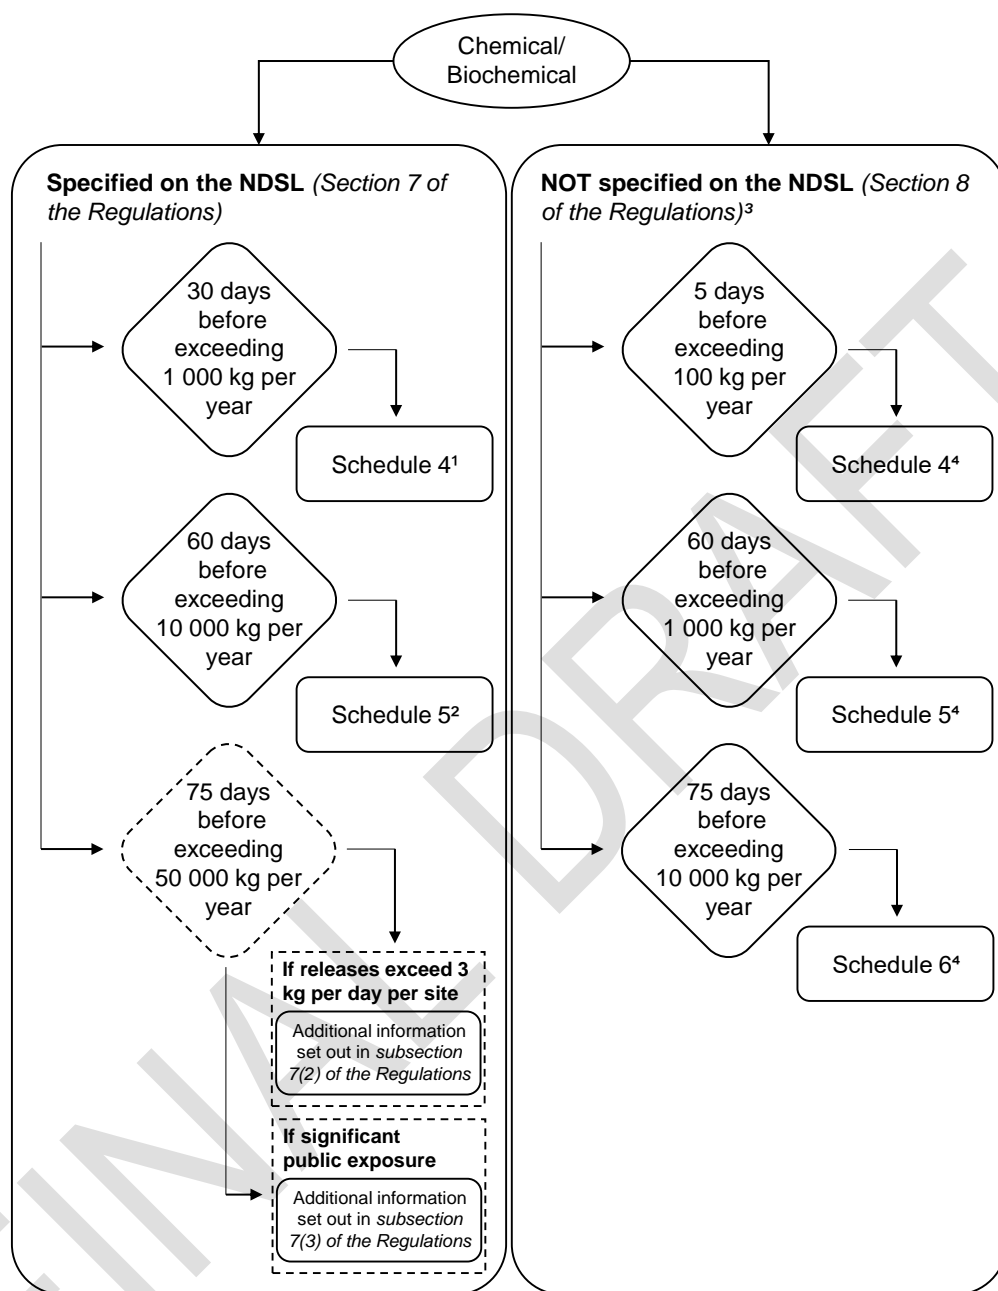 Chemical/
Biochemical
Specified on the NDSL (Section 7 of
the Regulations)
30 days
before
exceeding
1 000 kg per
year
Schedule 4¹
60 days
before
exceeding
10 000 kg per
year
Schedule 5²
75 days
before
exceeding
50 000 kg per
year
If releases exceed 3
kg per day per site
Additional information
set out in subsection
7(2) of the Regulations
If significant
public exposure
Additional information
set out in subsection
7(3) of the Regulations
NOT specified on the NDSL (Section 8
of the Regulations)³
5 days
before
exceeding
100 kg per
year
Schedule 4⁴
60 days
before
exceeding
1 000 kg per
year
Schedule 5⁴
75 days
before
exceeding
10 000 kg per
year
Schedule 6⁴
FINAL DRAFT